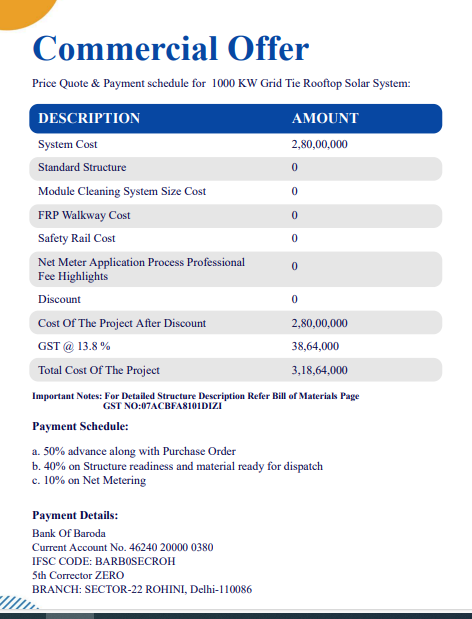 Commercial Offer
Price Quote & Payment schedule for 1000 KW Grid Tie Rooftop Solar System:
DESCRIPTION AMOUNT
System Cost 2,80,00,000
Standard Structure 0
Module Cleaning System Size Cost 0
FRP Walkway Cost 0
Safety Rail Cost 0
Net Meter Application Process Professional
Fee Highlights 0
Discount 0
Cost Of The Project After Discount 2,80,00,000
GST @ 13.8 % 38,64,000
Total Cost Of The Project 3,18,64,000
Important Notes: For Detailed Structure Description Refer Bill of Materials Page
GST NO:07ACBFA8101DIZI
Payment Schedule:
a. 50% advance along with Purchase Order
b. 40% on Structure readiness and material ready for dispatch
c. 10% on Net Metering
Payment Details:
Bank Of Baroda
Current Account No. 46240 20000 0380
IFSC CODE: BARB0SECROH
5th Corrector ZERO
BRANCH: SECTOR-22 ROHINI, Delhi-110086